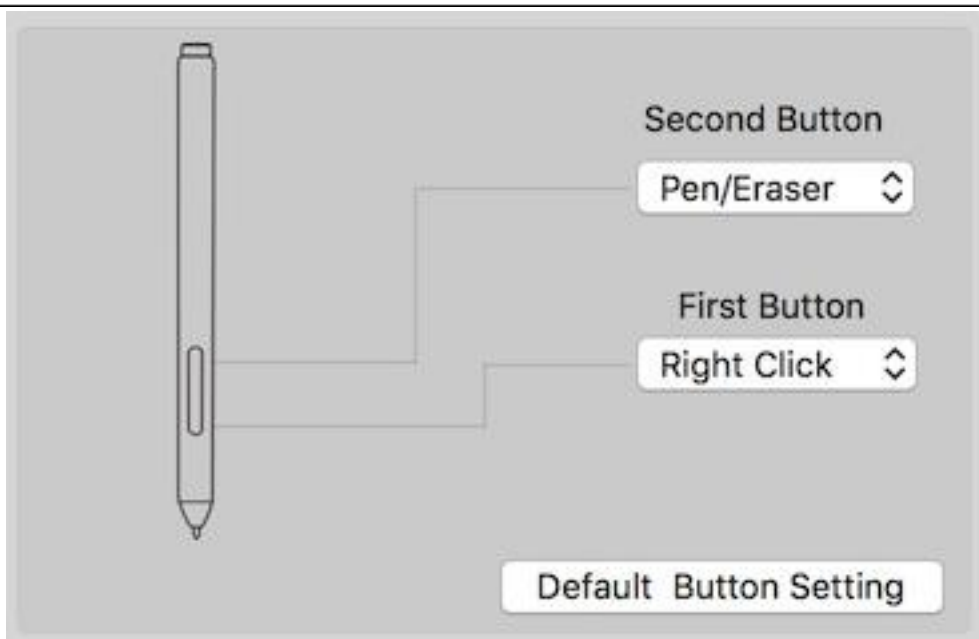 Second Button
Pen/Eraser
First Button
Right Click
Default Button Setting